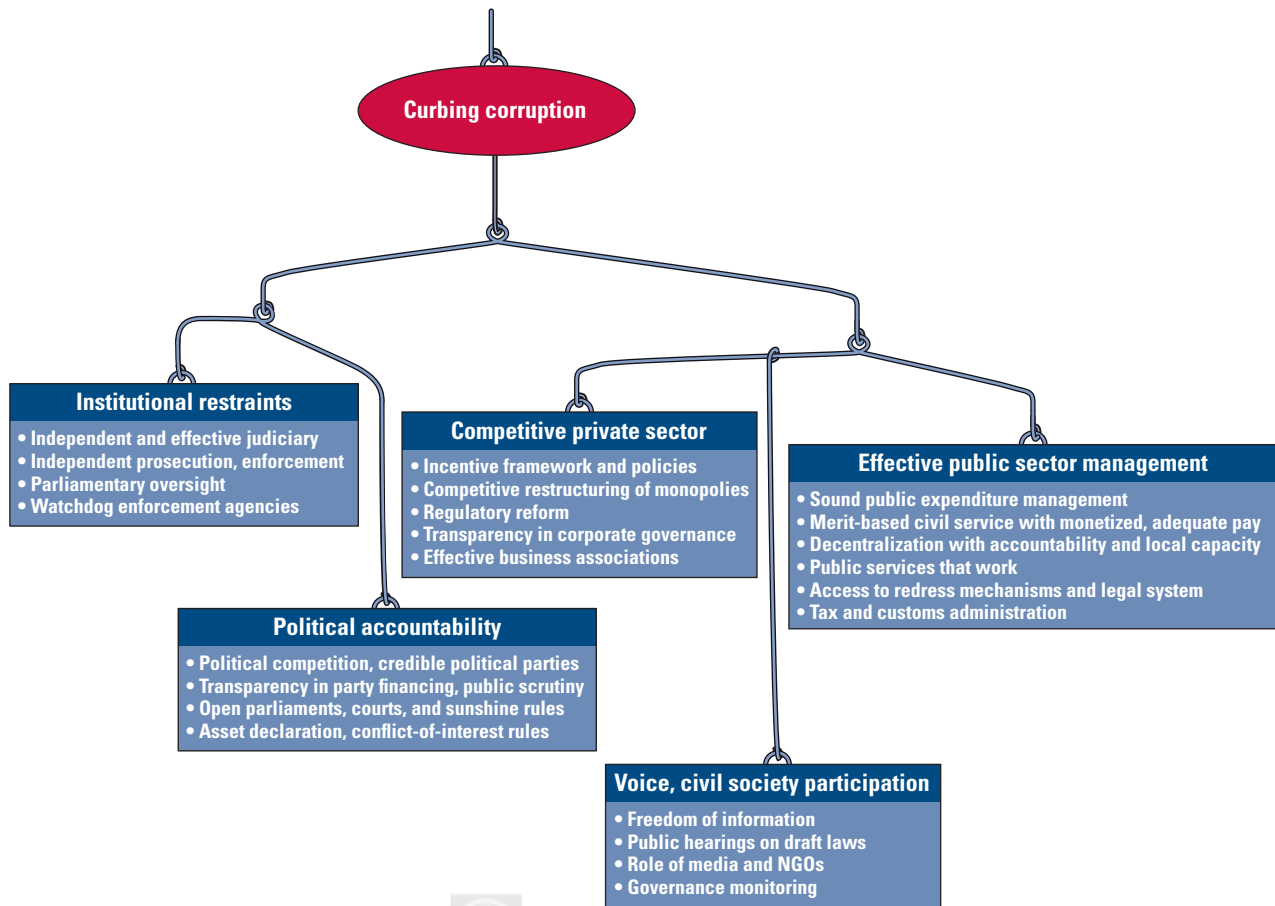 Curbing corruption
Institutional restraints
• Independent and effective judiciary
• Independent prosecution, enforcement
• Parliamentary oversight
• Watchdog enforcement agencies
Political accountability
• Political competition, credible political parties
• Transparency in party financing, public scrutiny
• Open parliaments, courts, and sunshine rules
• Asset declaration, conflict-of-interest rules
Competitive private sector
• Incentive framework and policies
• Competitive restructuring of monopolies
• Regulatory reform
• Transparency in corporate governance
• Effective business associations
Voice, civil society participation
• Freedom of information
• Public hearings on draft laws
• Role of media and NGOs
• Governance monitoring
Effective public sector management
• Sound public expenditure management
• Merit-based civil service with monetized, adequate pay
• Decentralization with accountability and local capacity
• Public services that work
• Access to redress mechanisms and legal system
• Tax and customs administration